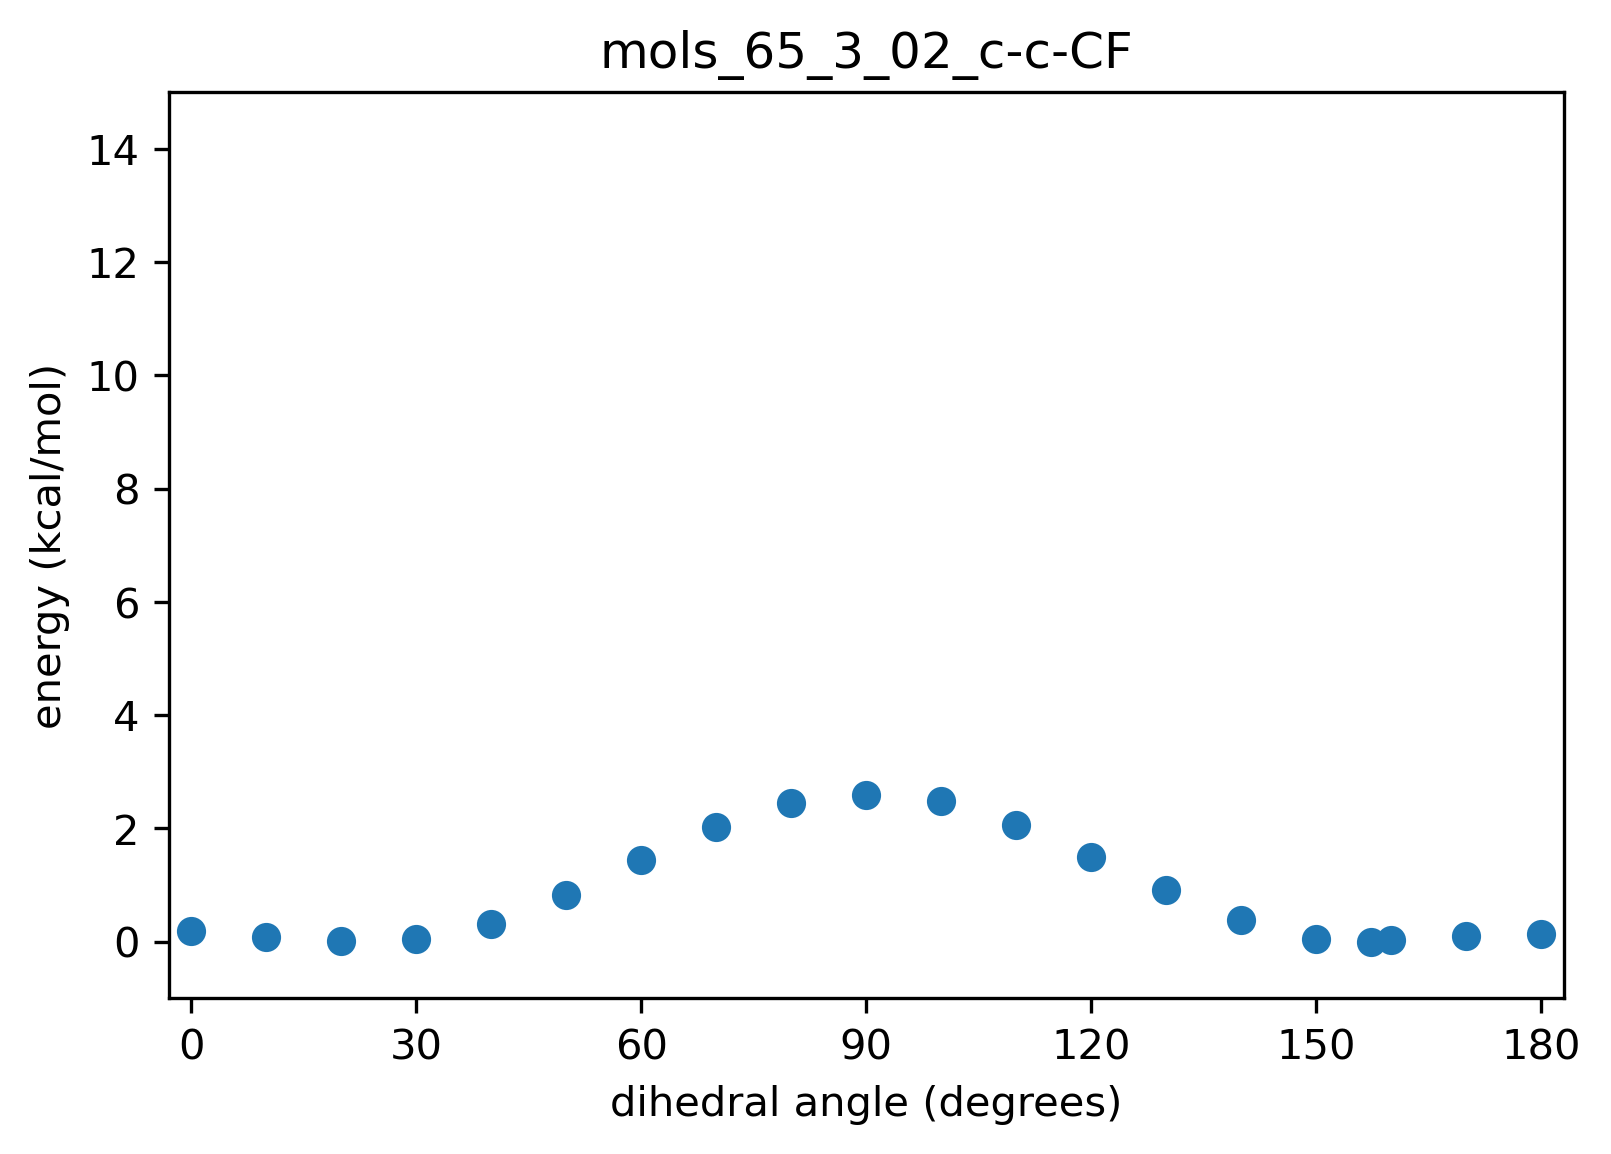 mols_65_3_02_c-c-CF
14
12
10
8
6
4
2
0
energy (kcal/mol)
0 30 60 90 120 150 180
dihedral angle (degrees)